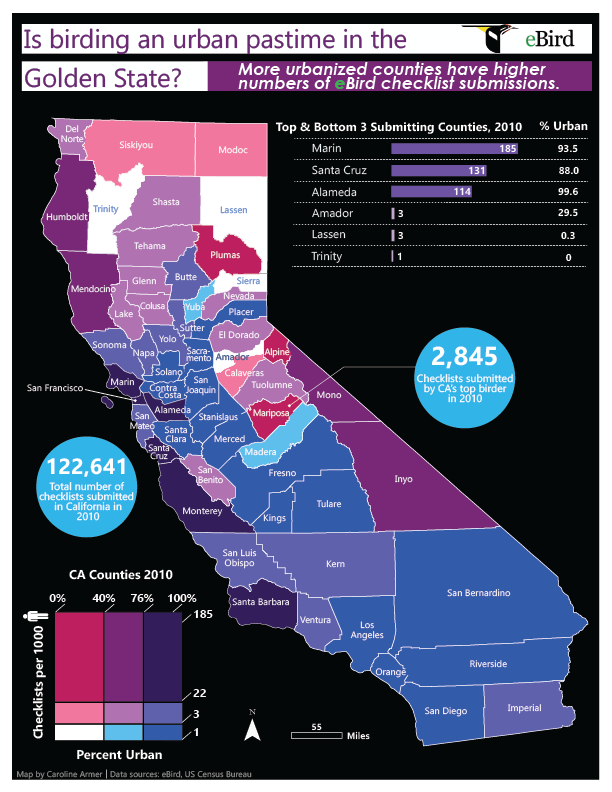 Is birding an urban pastime in the
Golden State?
eBird
More urbanized counties have higher
numbers of eBird checklist submissions.
Top & Bottom 3 Submitting Counties, 2010 % Urban
Marin 185 93.5
Santa Cruz 131 88.0
Alameda 114 99.6
Amador 3 29.5
Lassen 3 0.3
Trinity 1 0
Del
Norte
Siskiyou
Modoc
Humboldt
Trinity
Shasta
Lassen
Tehama
Plumas
Mendocino
Glenn
Butte
Sierra
Colusa
Lake
Yuba
Nevada
Placer
Sutter
Sonoma
Napa
Yolo
El Dorado
Sacra-
mento
Amador
Alpine
Solano
Calaveras
Marin
Contra
Costa
San
Joaquin
Tuolumne
Mono
San Francisco
Alameda
Stanislaus
Mariposa
San
Mateo
Santa
Clara
Merced
Madera
Santa
Cruz
San
Benito
Fresno
Inyo
Monterey
Kings
Tulare
San Luis
Obispo
Kern
San Bernardino
Santa Barbara
Ventura
Los
Angeles
Orange
Riverside
San Diego
Imperial
2,845
Checklists submitted
by CA's top birder
in 2010
122,641
Total number of
checklists submitted
in California in
2010
CA Counties 2010
0% 40% 76% 100%
185
22
3
1
Checklists per 1000
Percent Urban
N
55
Miles
Map by Caroline Armer | Data sources: eBird, US Census Bureau